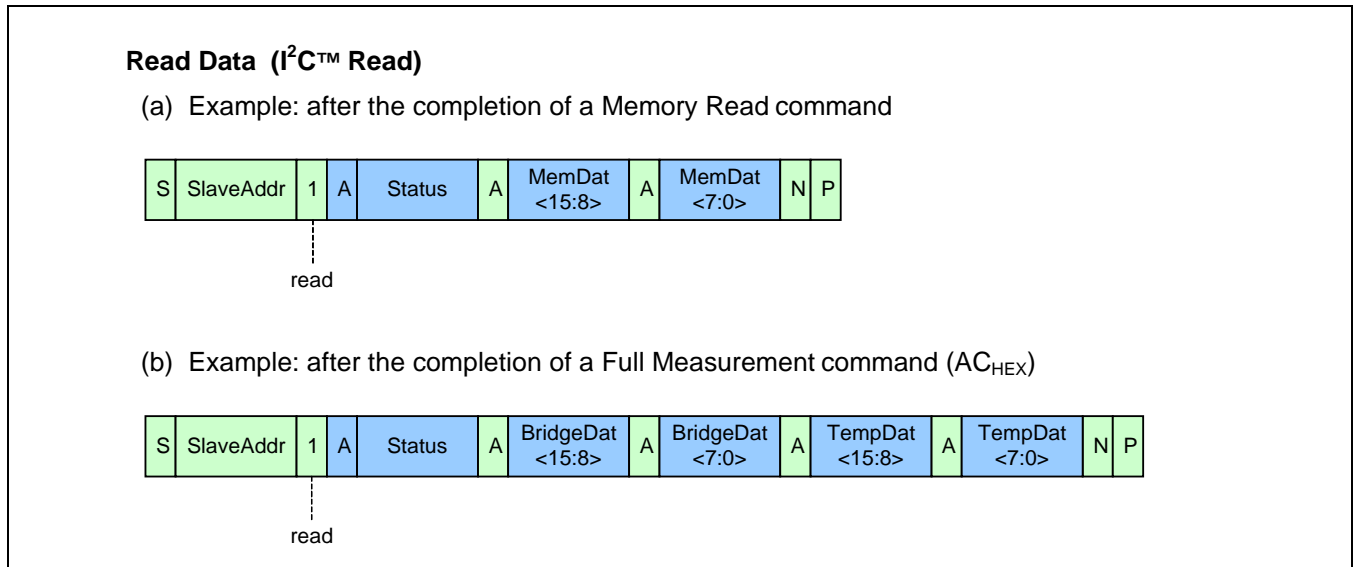 Read Data (I²C™ Read)
(a) Example: after the completion of a Memory Read command
S SlaveAddr 1 A Status A MemDat <15:8> A MemDat <7:0> N P
read
(b) Example: after the completion of a Full Measurement command (AC_HEX)
S SlaveAddr 1 A Status A BridgeDat <15:8> A BridgeDat <7:0> A TempDat <15:8> A TempDat <7:0> N P
read